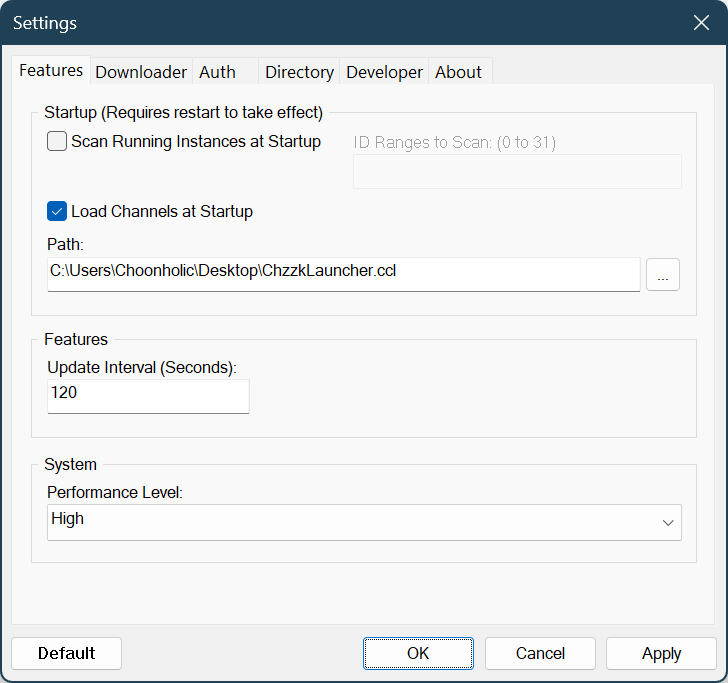 Settings
Features Downloader Auth Directory Developer About
Startup (Requires restart to take effect)
Scan Running Instances at Startup ID Ranges to Scan: (0 to 31)
Load Channels at Startup
Path:
C:\Users\Choonholic\Desktop\ChzzkLauncher.ccl ...
Features
Update Interval (Seconds):
120
System
Performance Level:
High
Default OK Cancel Apply